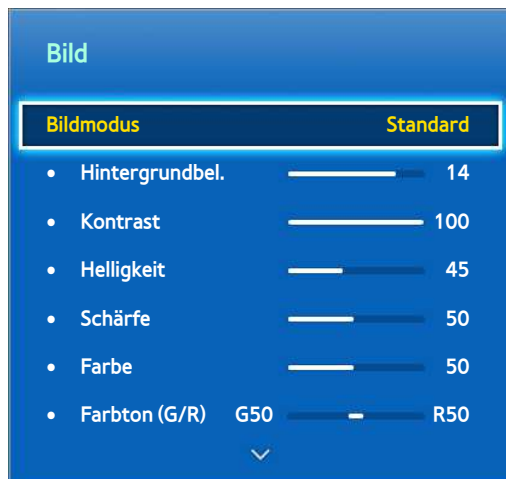 Bild
Bildmodus Standard
• Hintergrundbel. 14
• Kontrast 100
• Helligkeit 45
• Schärfe 50
• Farbe 50
• Farbton (G/R) G50 R50